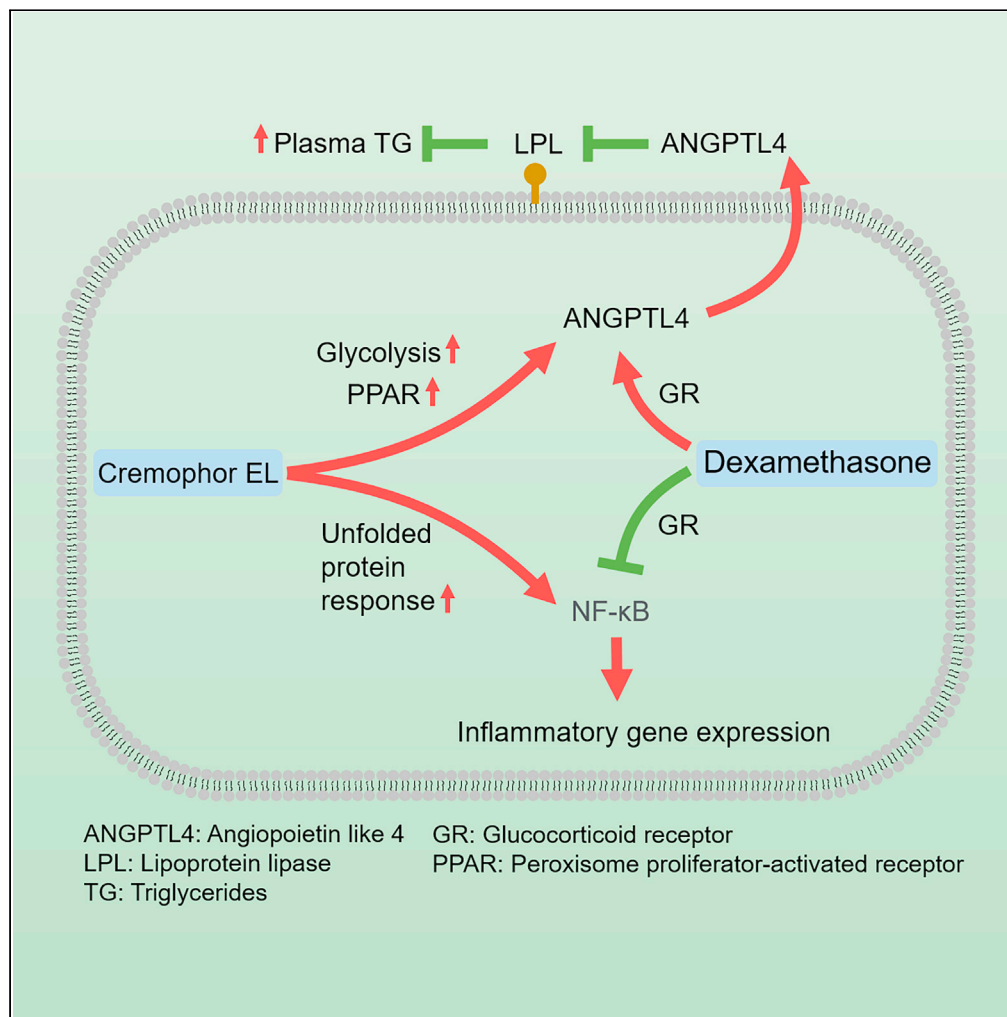 Plasma TG
LPL
ANGPTL4
ANGPTL4
Glycolysis
PPAR
GR
Cremophor EL
Dexamethasone
GR
Unfolded
protein
response
NF-κB
Inflammatory gene expression
ANGPTL4: Angiopoietin like 4
GR: Glucocorticoid receptor
LPL: Lipoprotein lipase
PPAR: Peroxisome proliferator-activated receptor
TG: Triglycerides